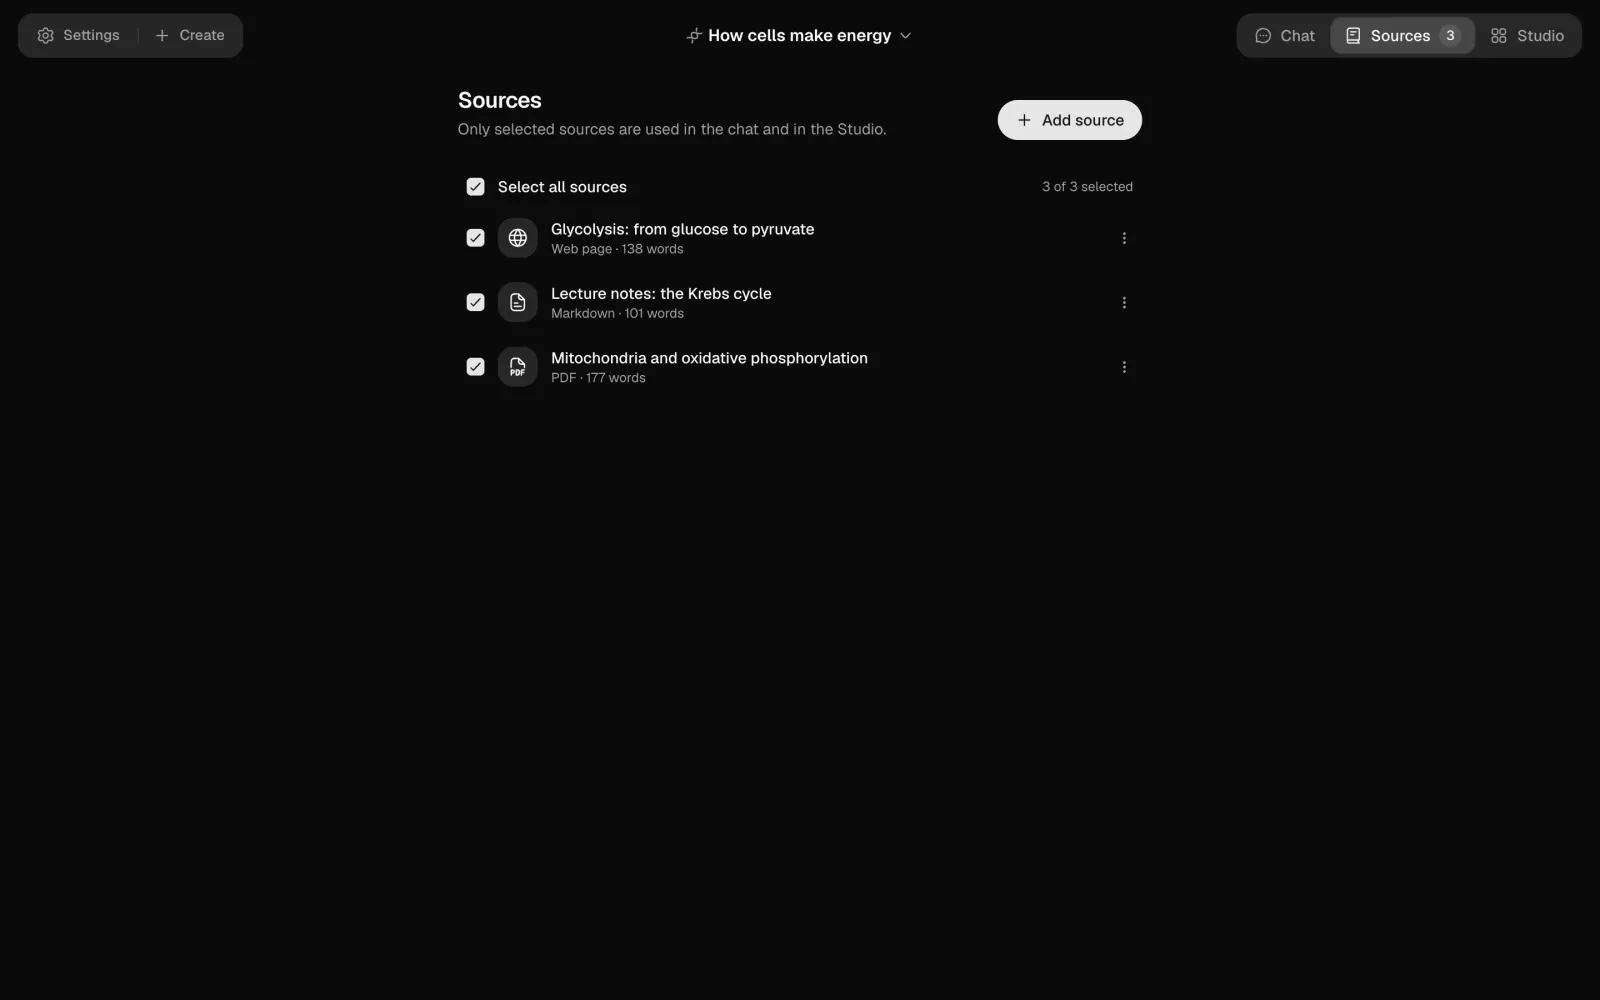 Settings
Create
How cells make energy
Chat
Sources 3
Studio
Sources
Only selected sources are used in the chat and in the Studio.
Add source
Select all sources
3 of 3 selected
Glycolysis: from glucose to pyruvate
Web page · 138 words
Lecture notes: the Krebs cycle
Markdown · 101 words
PDF
Mitochondria and oxidative phosphorylation
PDF · 177 words